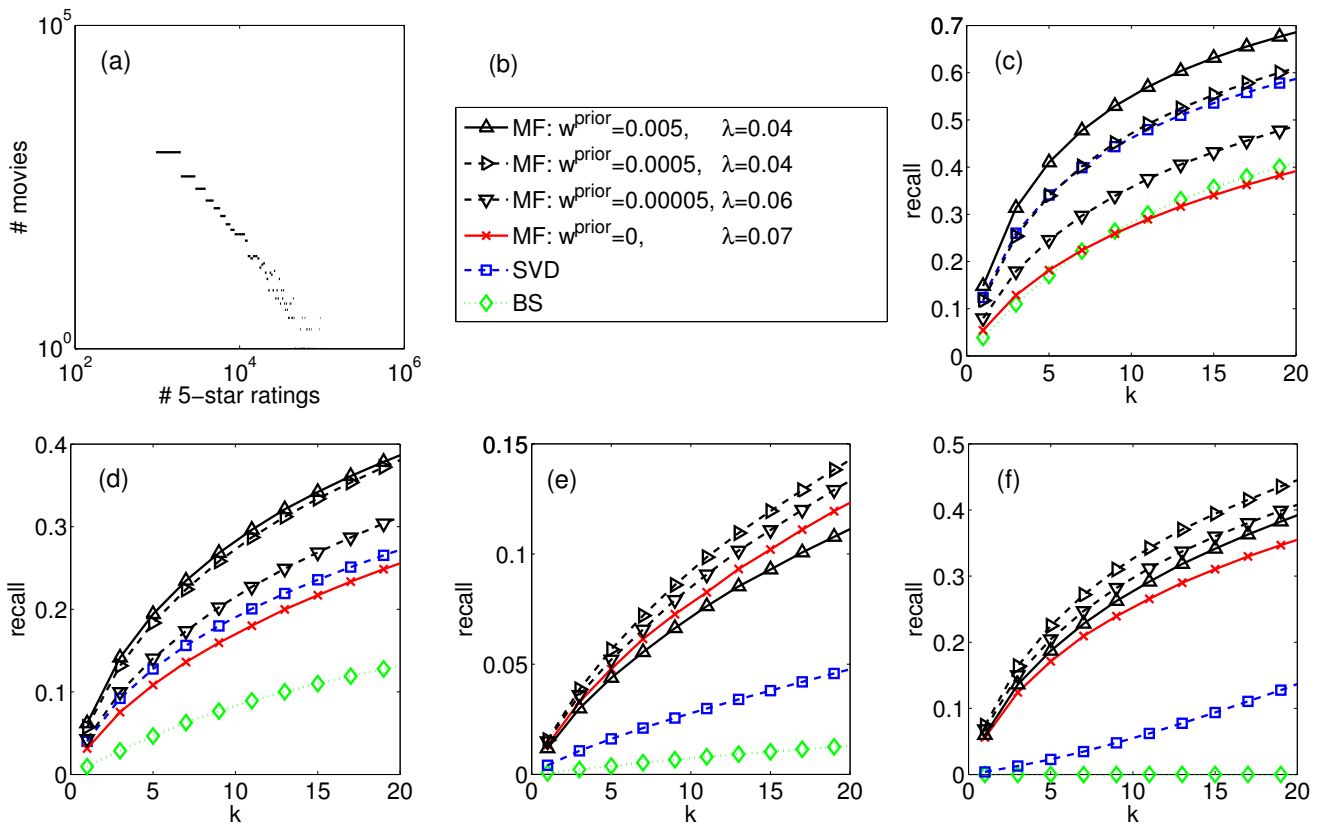 (a)
# movies
10^5
10^0
10^2
10^4
10^6
# 5−star ratings
(b)
MF: w^prior=0.005, λ=0.04
MF: w^prior=0.0005, λ=0.04
MF: w^prior=0.00005, λ=0.06
MF: w^prior=0, λ=0.07
SVD
BS
(c)
recall
0.7
0.6
0.5
0.4
0.3
0.2
0.1
0
0 5 10 15 20
k
(d)
recall
0.4
0.3
0.2
0.1
0
0 5 10 15 20
k
(e)
recall
0.15
0.1
0.05
0
0 5 10 15 20
k
(f)
recall
0.5
0.4
0.3
0.2
0.1
0
0 5 10 15 20
k